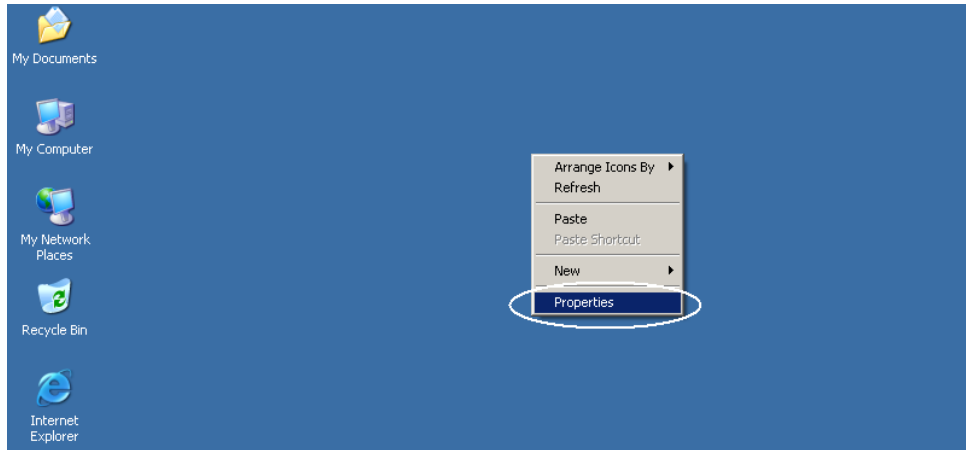 My Documents
My Computer
My Network
Places
Recycle Bin
Internet
Explorer
Arrange Icons By
Refresh
Paste
Paste Shortcut
New
Properties